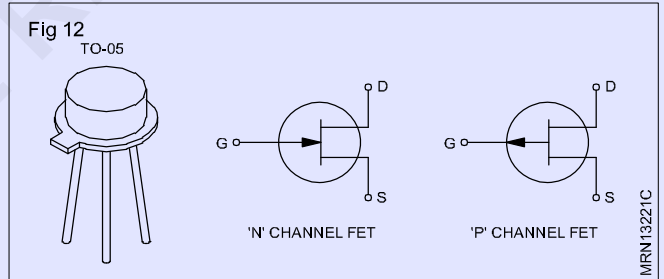 Fig 12
TO-05
D
G
S
'N' CHANNEL FET
D
G
S
'P' CHANNEL FET
MRN13221C